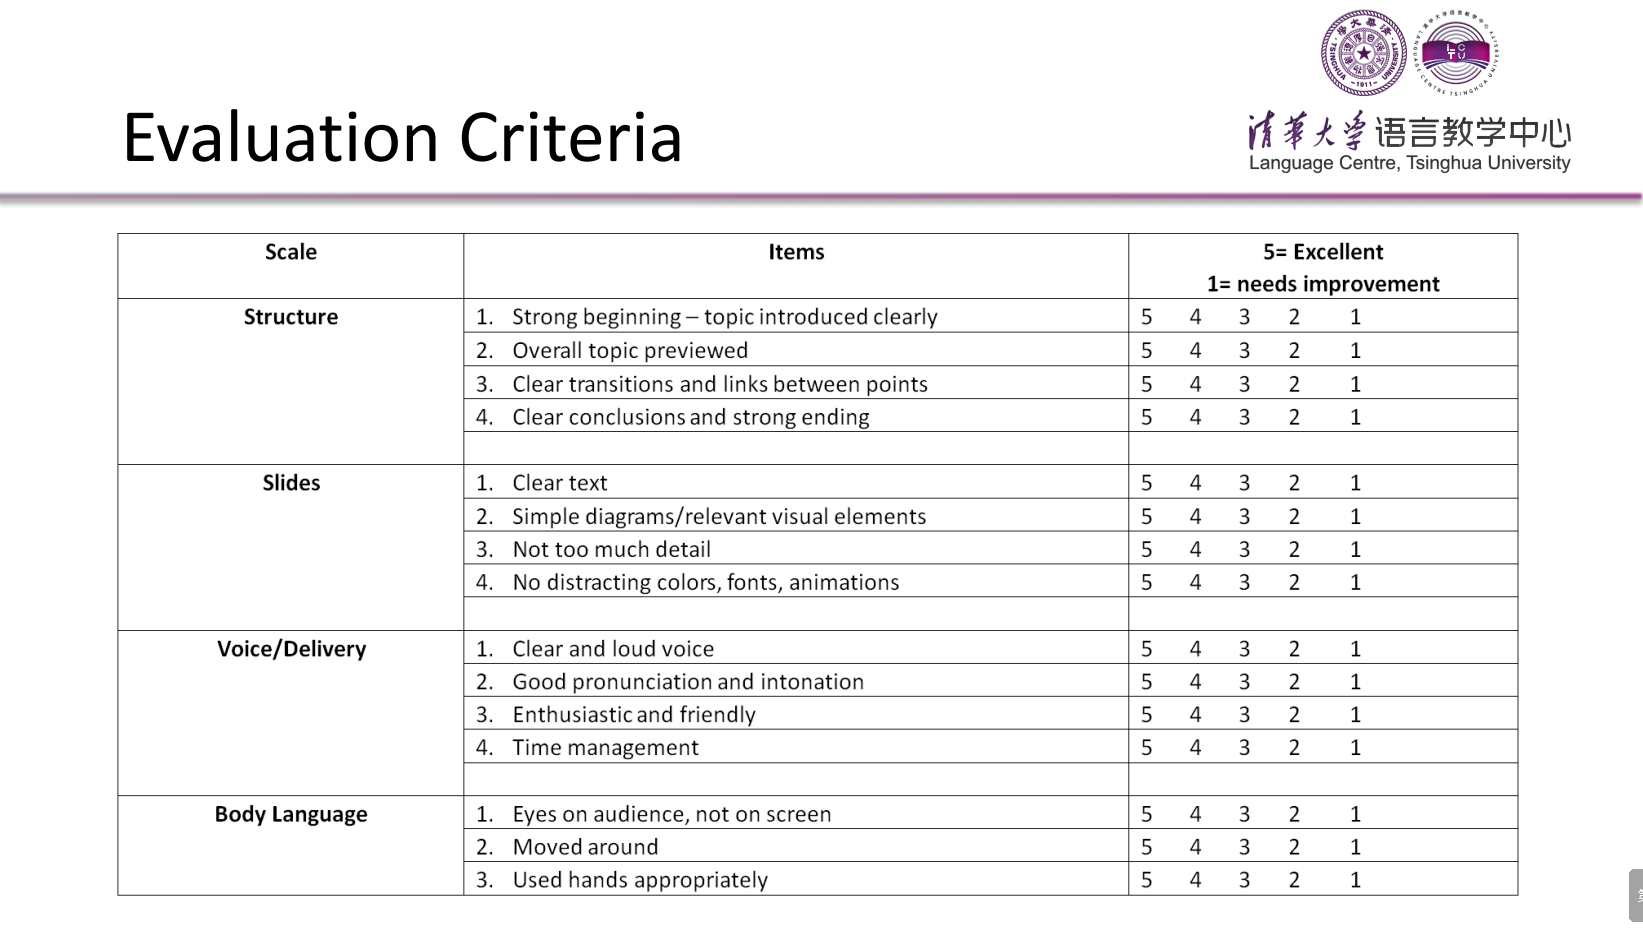 Evaluation Criteria
清华大学 语言教学中心
Language Centre, Tsinghua University
Scale Items 5= Excellent
1= needs improvement
Structure 1. Strong beginning – topic introduced clearly 5 4 3 2 1
2. Overall topic previewed 5 4 3 2 1
3. Clear transitions and links between points 5 4 3 2 1
4. Clear conclusions and strong ending 5 4 3 2 1
Slides 1. Clear text 5 4 3 2 1
2. Simple diagrams/relevant visual elements 5 4 3 2 1
3. Not too much detail 5 4 3 2 1
4. No distracting colors, fonts, animations 5 4 3 2 1
Voice/Delivery 1. Clear and loud voice 5 4 3 2 1
2. Good pronunciation and intonation 5 4 3 2 1
3. Enthusiastic and friendly 5 4 3 2 1
4. Time management 5 4 3 2 1
Body Language 1. Eyes on audience, not on screen 5 4 3 2 1
2. Moved around 5 4 3 2 1
3. Used hands appropriately 5 4 3 2 1